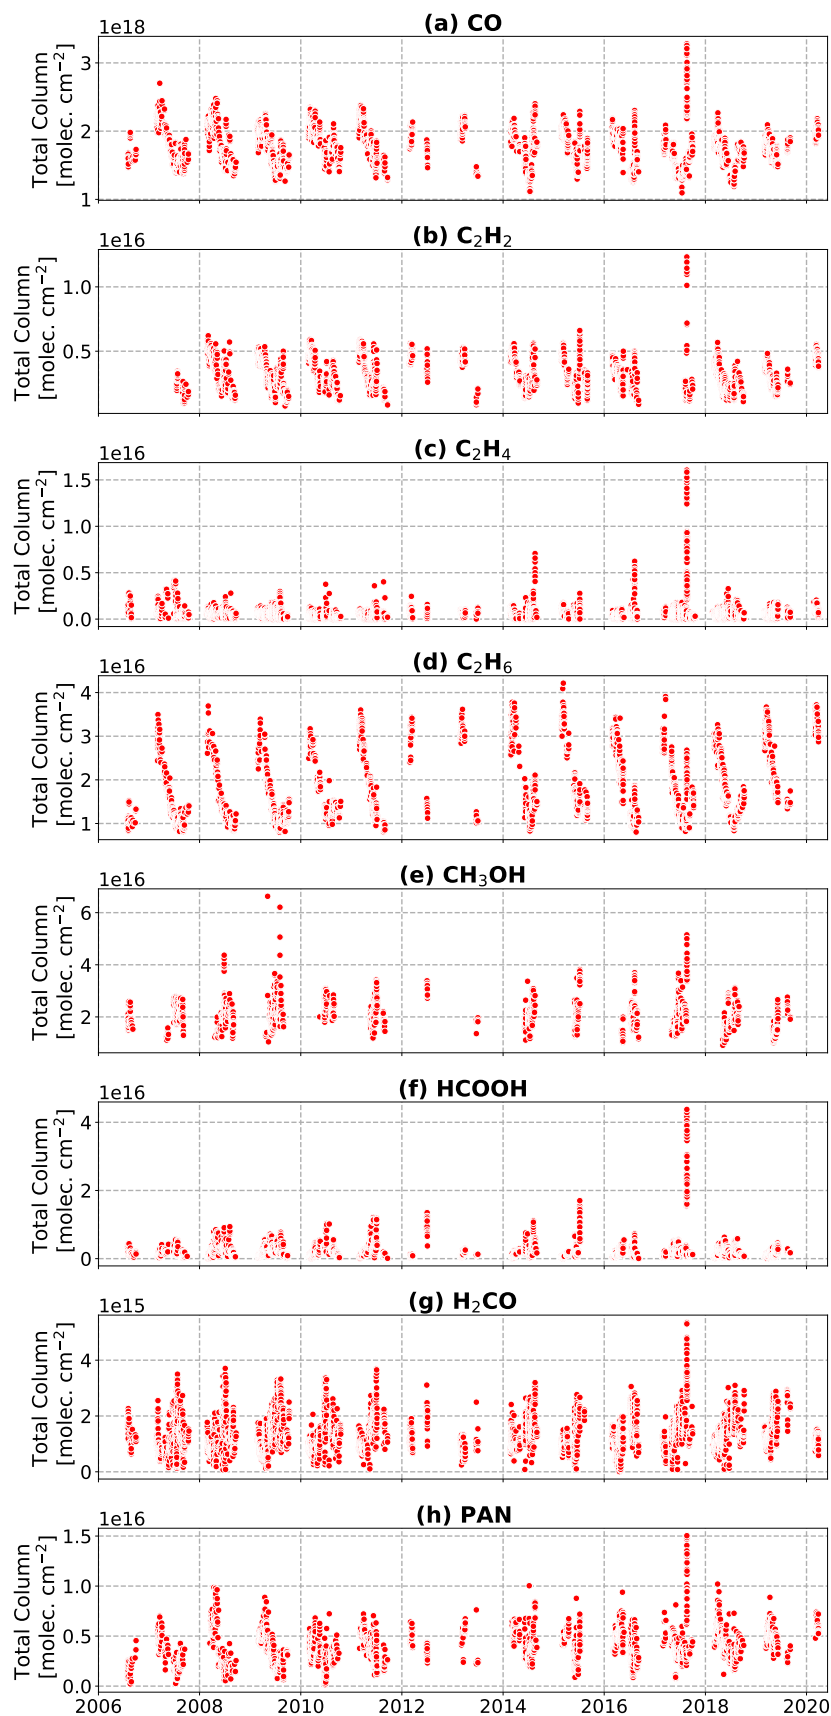 (a) CO
1e18
Total Column
[molec. cm⁻²]
3
2
1
(b) C₂H₂
1e16
Total Column
[molec. cm⁻²]
1.0
0.5
(c) C₂H₄
1e16
Total Column
[molec. cm⁻²]
1.5
1.0
0.5
0.0
(d) C₂H₆
1e16
Total Column
[molec. cm⁻²]
4
3
2
1
(e) CH₃OH
1e16
Total Column
[molec. cm⁻²]
6
4
2
(f) HCOOH
1e16
Total Column
[molec. cm⁻²]
4
2
0
(g) H₂CO
1e15
Total Column
[molec. cm⁻²]
4
2
0
(h) PAN
1e16
Total Column
[molec. cm⁻²]
1.5
1.0
0.5
0.0
2006 2008 2010 2012 2014 2016 2018 2020